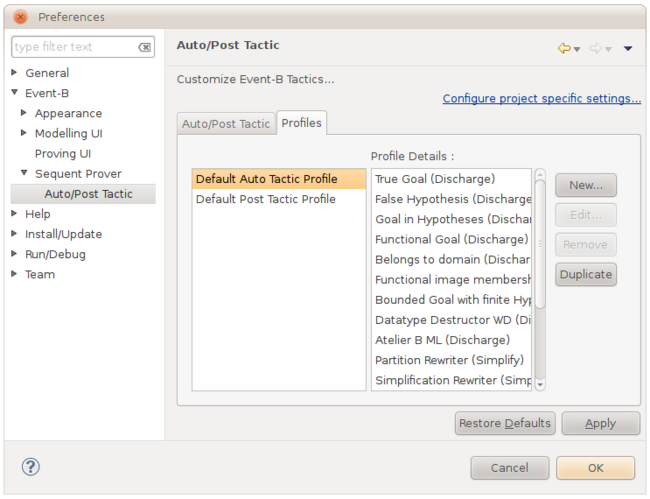 Preferences
type filter text
General
Event-B
Appearance
Modelling UI
Proving UI
Sequent Prover
Auto/Post Tactic
Help
Install/Update
Run/Debug
Team
Auto/Post Tactic
Customize Event-B Tactics...
Configure project specific settings...
Auto/Post Tactic
Profiles
Default Auto Tactic Profile
Default Post Tactic Profile
Profile Details :
True Goal (Discharge)
False Hypothesis (Discharge
Goal in Hypotheses (Dischar
Functional Goal (Discharge)
Belongs to domain (Dischar
Functional image membersh
Bounded Goal with finite Hyp
Datatype Destructor WD (Di
Atelier B ML (Discharge)
Partition Rewriter (Simplify)
Simplification Rewriter (Simp
New...
Edit...
Remove
Duplicate
Restore Defaults
Apply
?
Cancel
OK